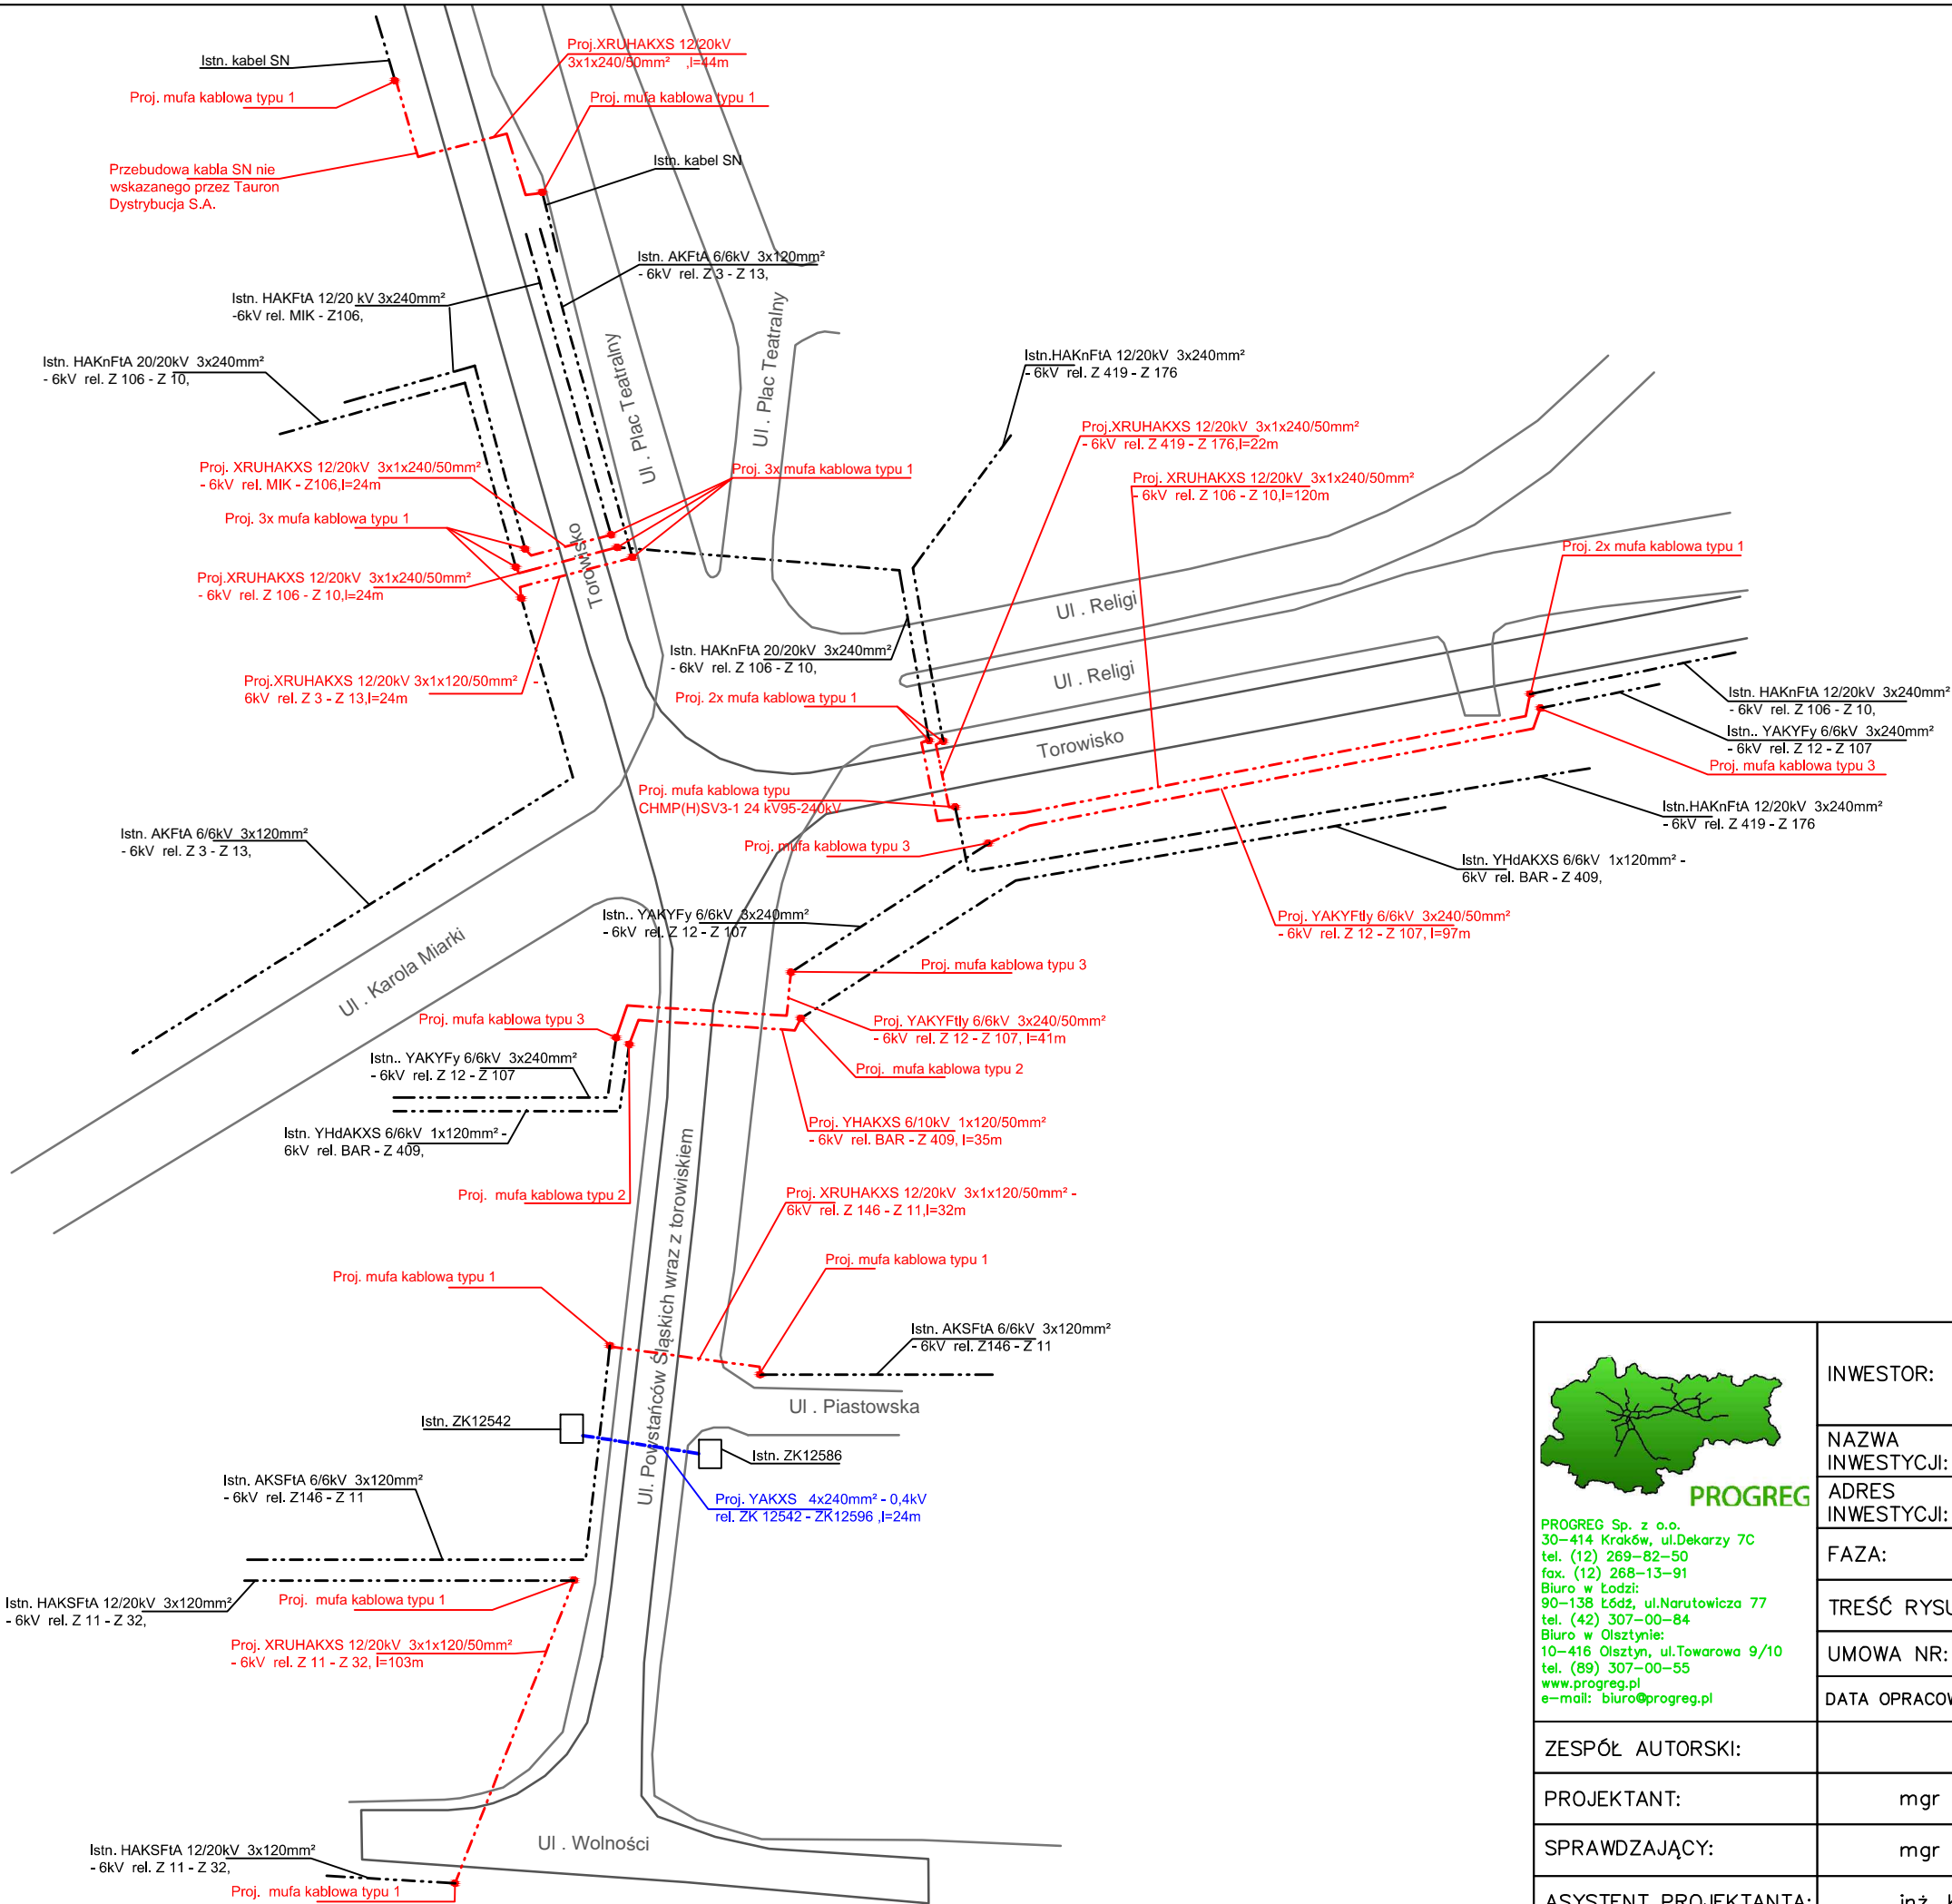 Istn. kabel SN
Proj. mufa kablowa typu 1
Przebudowa kabla SN nie
wskazanego przez Tauron
Dystrybucja S.A.
Proj.XRUHAKXS 12/20kV
3x1x240/50mm² ,l=44m
Proj. mufa kablowa typu 1
Istn. kabel SN
Istn. AKFtA 6/6kV 3x120mm²
- 6kV rel. Z 3 - Z 13,
Istn. HAKFtA 12/20 kV 3x240mm²
-6kV rel. MIK - Z106,
Istn. HAKnFtA 20/20kV 3x240mm²
- 6kV rel. Z 106 - Z 10,
Ul . Plac Teatralny
Ul . Plac Teatralny
Istn.HAKnFtA 12/20kV 3x240mm²
- 6kV rel. Z 419 - Z 176
Proj.XRUHAKXS 12/20kV 3x1x240/50mm²
- 6kV rel. Z 419 - Z 176,l=22m
Proj. XRUHAKXS 12/20kV 3x1x240/50mm²
- 6kV rel. Z 106 - Z 10,l=120m
Proj. XRUHAKXS 12/20kV 3x1x240/50mm²
- 6kV rel. MIK - Z106,l=24m
Proj. 3x mufa kablowa typu 1
Proj. 3x mufa kablowa typu 1
Torowisko
Proj. 2x mufa kablowa typu 1
Proj.XRUHAKXS 12/20kV 3x1x240/50mm²
- 6kV rel. Z 106 - Z 10,l=24m
Ul . Religi
Istn. HAKnFtA 20/20kV 3x240mm²
- 6kV rel. Z 106 - Z 10,
Ul . Religi
Proj.XRUHAKXS 12/20kV 3x1x120/50mm² -
6kV rel. Z 3 - Z 13,l=24m
Proj. 2x mufa kablowa typu 1
Torowisko
Istn. HAKnFtA 12/20kV 3x240mm²
- 6kV rel. Z 106 - Z 10,
Istn.. YAKYFy 6/6kV 3x240mm²
- 6kV rel. Z 12 - Z 107
Proj. mufa kablowa typu 3
Proj. mufa kablowa typu
CHMP(H)SV3-1 24 kV95-240kV
Istn.HAKnFtA 12/20kV 3x240mm²
- 6kV rel. Z 419 - Z 176
Istn. AKFtA 6/6kV 3x120mm²
- 6kV rel. Z 3 - Z 13,
Proj. mufa kablowa typu 3
Istn. YHdAKXS 6/6kV 1x120mm² -
6kV rel. BAR - Z 409,
Istn.. YAKYFy 6/6kV 3x240mm²
- 6kV rel. Z 12 - Z 107
Proj. YAKYFtly 6/6kV 3x240/50mm²
- 6kV rel. Z 12 - Z 107, l=97m
Ul . Karola Miarki
Proj. mufa kablowa typu 3
Proj. mufa kablowa typu 3
Proj. YAKYFtly 6/6kV 3x240/50mm²
- 6kV rel. Z 12 - Z 107, l=41m
Istn.. YAKYFy 6/6kV 3x240mm²
- 6kV rel. Z 12 - Z 107
Proj. mufa kablowa typu 2
Istn. YHdAKXS 6/6kV 1x120mm² -
6kV rel. BAR - Z 409,
Proj. YHAKXS 6/10kV 1x120/50mm²
- 6kV rel. BAR - Z 409, l=35m
Proj. mufa kablowa typu 2
Proj. XRUHAKXS 12/20kV 3x1x120/50mm² -
6kV rel. Z 146 - Z 11,l=32m
Ul. Powstańców Śląskich wraz z torowiskiem
Proj. mufa kablowa typu 1
Proj. mufa kablowa typu 1
Istn. AKSFtA 6/6kV 3x120mm²
- 6kV rel. Z146 - Z 11
Ul . Piastowska
Istn. ZK12542
Istn. ZK12586
Istn. AKSFtA 6/6kV 3x120mm²
- 6kV rel. Z146 - Z 11
Proj. YAKXS 4x240mm² - 0,4kV
rel. ZK 12542 - ZK12596 ,l=24m
Istn. HAKSFtA 12/20kV 3x120mm²
- 6kV rel. Z 11 - Z 32,
Proj. mufa kablowa typu 1
Proj. XRUHAKXS 12/20kV 3x1x120/50mm²
- 6kV rel. Z 11 - Z 32, l=103m
Ul . Wolności
Istn. HAKSFtA 12/20kV 3x120mm²
- 6kV rel. Z 11 - Z 32,
Proj. mufa kablowa typu 1
PROGREG
PROGREG Sp. z o.o.
30-414 Kraków, ul.Dekarzy 7C
tel. (12) 269-82-50
fax. (12) 268-13-91
Biuro w Łodzi:
90-138 Łódź, ul.Narutowicza 77
tel. (42) 307-00-84
Biuro w Olsztynie:
10-416 Olsztyn, ul.Towarowa 9/10
tel. (89) 307-00-55
www.progreg.pl
e-mail: biuro@progreg.pl
INWESTOR:
NAZWA
INWESTYCJI:
ADRES
INWESTYCJI:
FAZA:
TREŚĆ RYSU
UMOWA NR:
DATA OPRACOW
ZESPÓŁ AUTORSKI:
PROJEKTANT:
mgr
SPRAWDZAJĄCY:
mgr
ASYSTENT PROJEKTANTA:
inż.